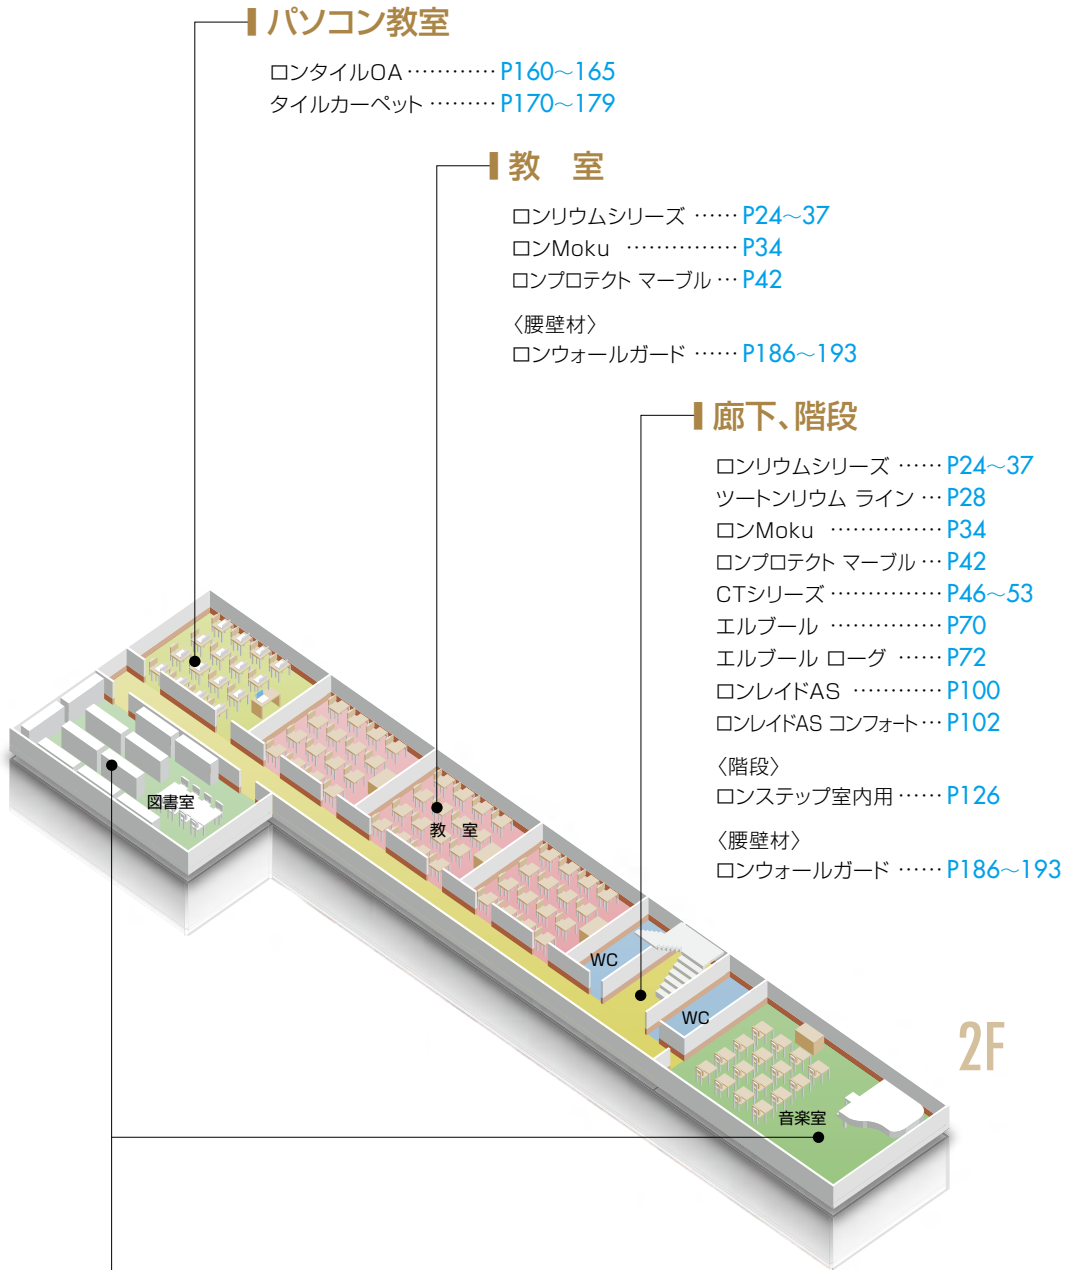 パソコン教室
ロンタイルOA ………… P160～165
タイルカーペット ……… P170～179
教　室
ロンリウムシリーズ …… P24～37
ロンMoku …………… P34
ロンプロテクト マーブル … P42
〈腰壁材〉
ロンウォールガード …… P186～193
廊下、階段
ロンリウムシリーズ …… P24～37
ツートンリウム ライン … P28
ロンMoku …………… P34
ロンプロテクト マーブル … P42
CTシリーズ …………… P46～53
エルブール …………… P70
エルブール ローグ …… P72
ロンレイドAS ………… P100
ロンレイドAS コンフォート … P102
〈階段〉
ロンステップ室内用 …… P126
〈腰壁材〉
ロンウォールガード …… P186～193
図書室
教　室
WC
WC
2F
音楽室